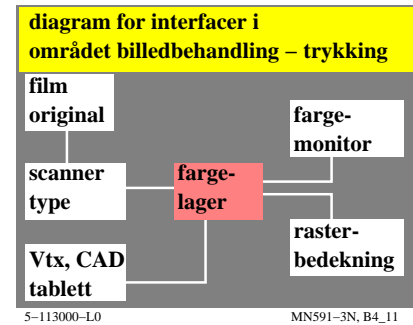 diagram for interfacer i
området billedbehandling – trykking
film
original
farge-
monitor
scanner
type
farge-
lager
raster-
bedekning
Vtx, CAD
tablett
5–113000–L0
MN591–3N, B4_11